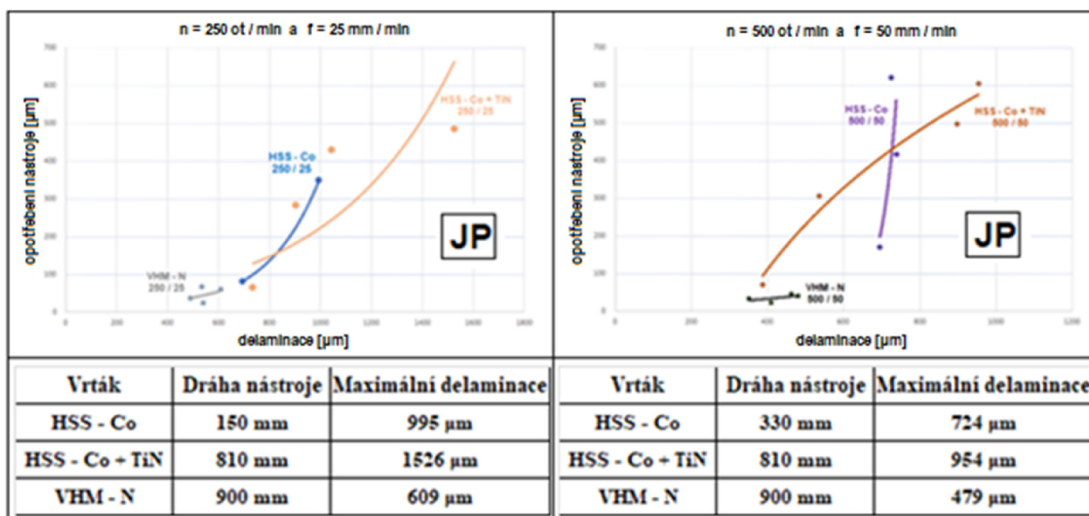 n = 250 ot / min a f = 25 mm / min
700
600
500
400
300
200
100
0
opotřebení nástroje [µm]
HSS - Co + TiN
250 / 25
HSS - Co
250 / 25
VHM - N
250 / 25
JP
0 200 400 600 800 1000 1200 1400 1600 1800
delaminace [µm]
n = 500 ot / min a f = 50 mm / min
700
600
500
400
300
200
100
0
opotřebení nástroje [µm]
HSS - Co
500 / 50
HSS - Co + TiN
500 / 50
VHM - N
500 / 50
JP
0 200 400 600 800 1000 1200
delaminace [µm]
Vrták Dráha nástroje Maximální delaminace
HSS - Co 150 mm 995 µm
HSS - Co + TiN 810 mm 1526 µm
VHM - N 900 mm 609 µm
Vrták Dráha nástroje Maximální delaminace
HSS - Co 330 mm 724 µm
HSS - Co + TiN 810 mm 954 µm
VHM - N 900 mm 479 µm